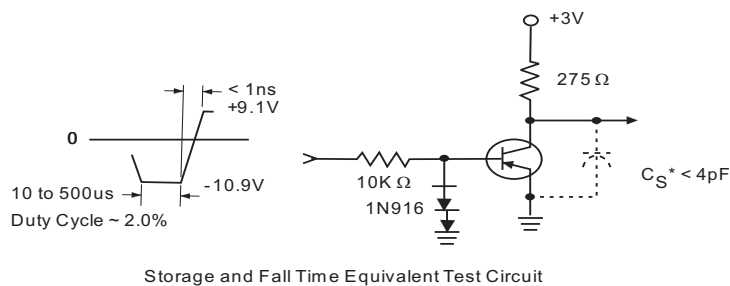 +3V
275 Ω
< 1ns
+9.1V
0
10 to 500us
-10.9V
Duty Cycle ~ 2.0%
10K Ω
1N916
C_S* < 4pF
Storage and Fall Time Equivalent Test Circuit